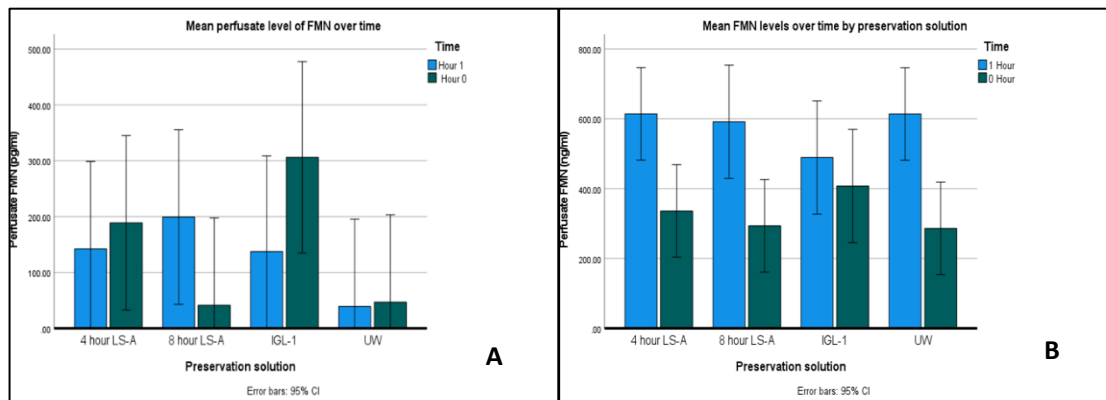 Mean perfusate level of FMN over time
Time
Hour 1
Hour 0
Perfusate FMN (pg/ml)
500.00
400.00
300.00
200.00
100.00
.00
4 hour LS-A
8 hour LS-A
IGL-1
UW
Preservation solution
Error bars: 95% CI
A
Mean FMN levels over time by preservation solution
Time
1 Hour
0 Hour
Perfusate FMN (ng/ml)
800.00
600.00
400.00
200.00
.00
4 hour LS-A
8 hour LS-A
IGL-1
UW
Preservation solution
Error bars: 95% CI
B